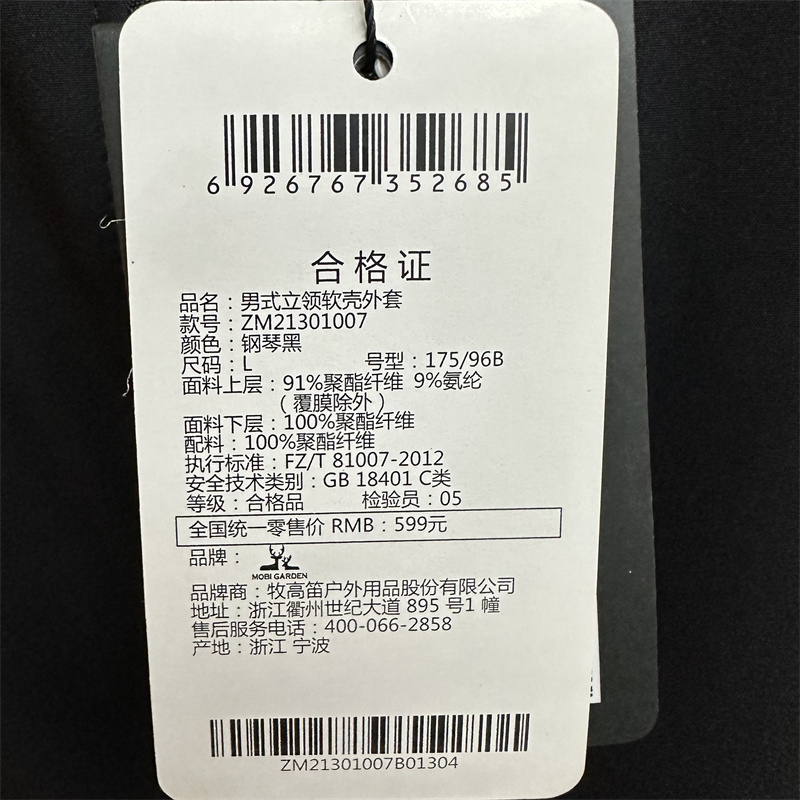 6 926767 352685
合格证
品名：男式立领软壳外套
款号：ZM21301007
颜色：钢琴黑
尺码：L 号型：175/96B
面料上层：91%聚酯纤维 9%氨纶
（覆膜除外）
面料下层：100%聚酯纤维
配料：100%聚酯纤维
执行标准：FZ/T 81007-2012
安全技术类别：GB 18401 C类
等级：合格品 检验员：05
全国统一零售价 RMB：599元
品牌：
MOBI GARDEN
品牌商：牧高笛户外用品股份有限公司
地址：浙江衢州世纪大道 895 号1 幢
售后服务电话：400-066-2858
产地：浙江 宁波
ZM21301007B01304